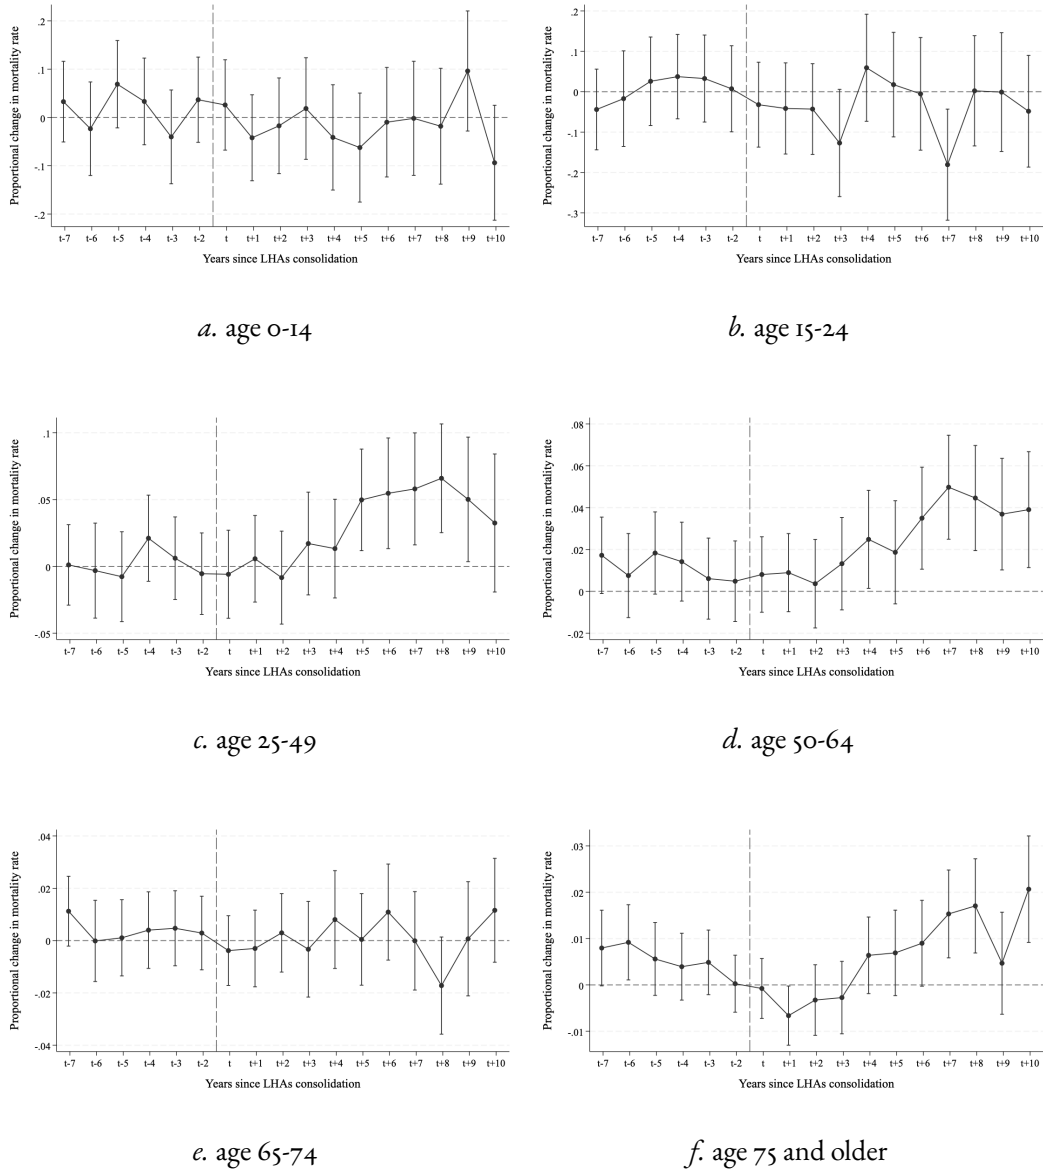 Proportional change in mortality rate
.2
.1
0
-.1
-.2
t-7 t-6 t-5 t-4 t-3 t-2 t t+1 t+2 t+3 t+4 t+5 t+6 t+7 t+8 t+9 t+10
Years since LHAs consolidation
a. age 0-14
Proportional change in mortality rate
.2
.1
0
-.1
-.2
-.3
t-7 t-6 t-5 t-4 t-3 t-2 t t+1 t+2 t+3 t+4 t+5 t+6 t+7 t+8 t+9 t+10
Years since LHAs consolidation
b. age 15-24
Proportional change in mortality rate
.1
.05
0
-.05
t-7 t-6 t-5 t-4 t-3 t-2 t t+1 t+2 t+3 t+4 t+5 t+6 t+7 t+8 t+9 t+10
Years since LHAs consolidation
c. age 25-49
Proportional change in mortality rate
.08
.06
.04
.02
0
-.02
t-7 t-6 t-5 t-4 t-3 t-2 t t+1 t+2 t+3 t+4 t+5 t+6 t+7 t+8 t+9 t+10
Years since LHAs consolidation
d. age 50-64
Proportional change in mortality rate
.04
.02
0
-.02
-.04
t-7 t-6 t-5 t-4 t-3 t-2 t t+1 t+2 t+3 t+4 t+5 t+6 t+7 t+8 t+9 t+10
Years since LHAs consolidation
e. age 65-74
Proportional change in mortality rate
.03
.02
.01
0
-.01
t-7 t-6 t-5 t-4 t-3 t-2 t t+1 t+2 t+3 t+4 t+5 t+6 t+7 t+8 t+9 t+10
Years since LHAs consolidation
f. age 75 and older